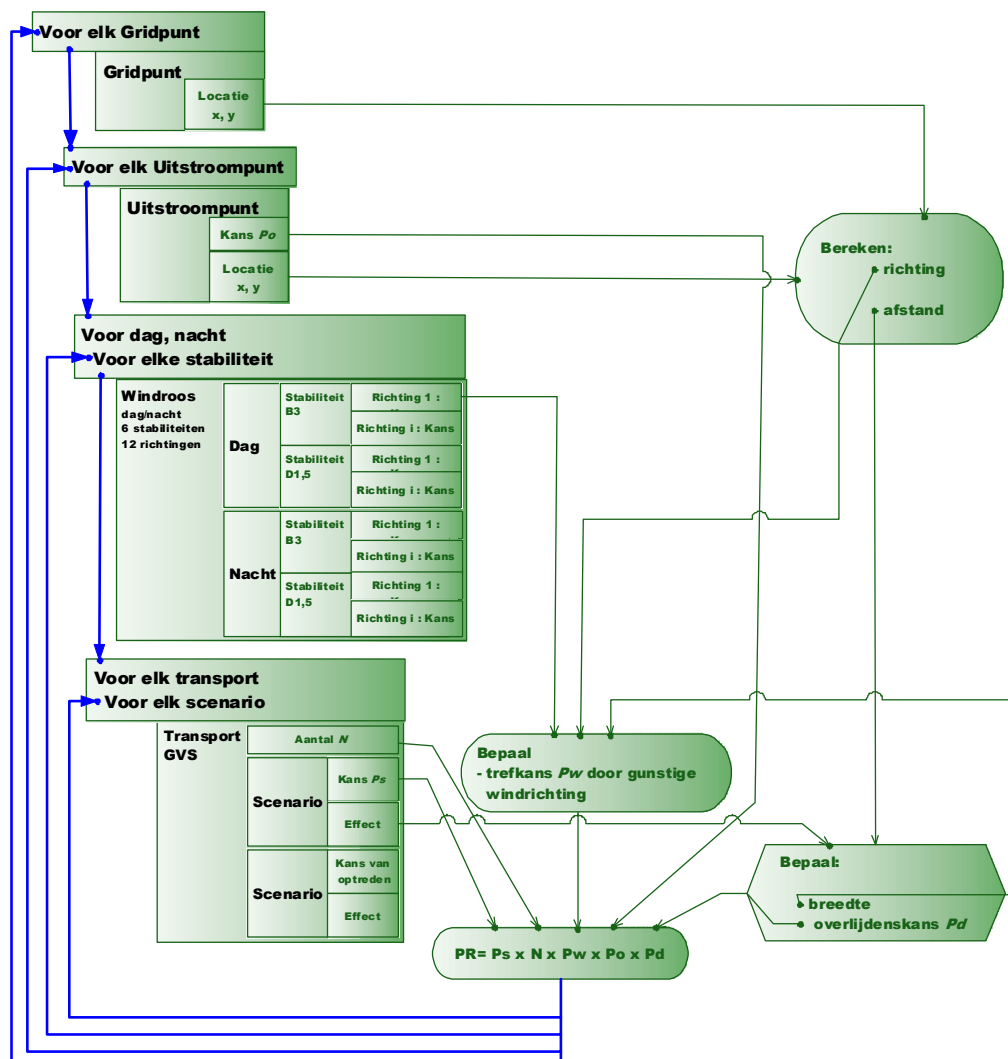 Voor elk Gridpunt
Gridpunt
Locatie
x, y
Voor elk Uitstroompunt
Uitstroompunt
Kans Po
Locatie
x, y
Bereken:
richting
afstand
Voor dag, nacht
Voor elke stabiliteit
Windroos
dag/nacht
6 stabiliteiten
12 richtingen
Dag
Stabiliteit
B3
Richting 1 :
Richting i : Kans
Stabiliteit
D1,5
Richting 1 :
Richting i : Kans
Nacht
Stabiliteit
B3
Richting 1 :
Richting i : Kans
Stabiliteit
D1,5
Richting 1 :
Richting i : Kans
Voor elk transport
Voor elk scenario
Transport
GVS
Aantal N
Scenario
Kans Ps
Effect
Scenario
Kans van
optreden
Effect
Bepaal
- trefkans Pw door gunstige
windrichting
Bepaal:
breedte
overlijdenskans Pd
PR= Ps x N x Pw x Po x Pd